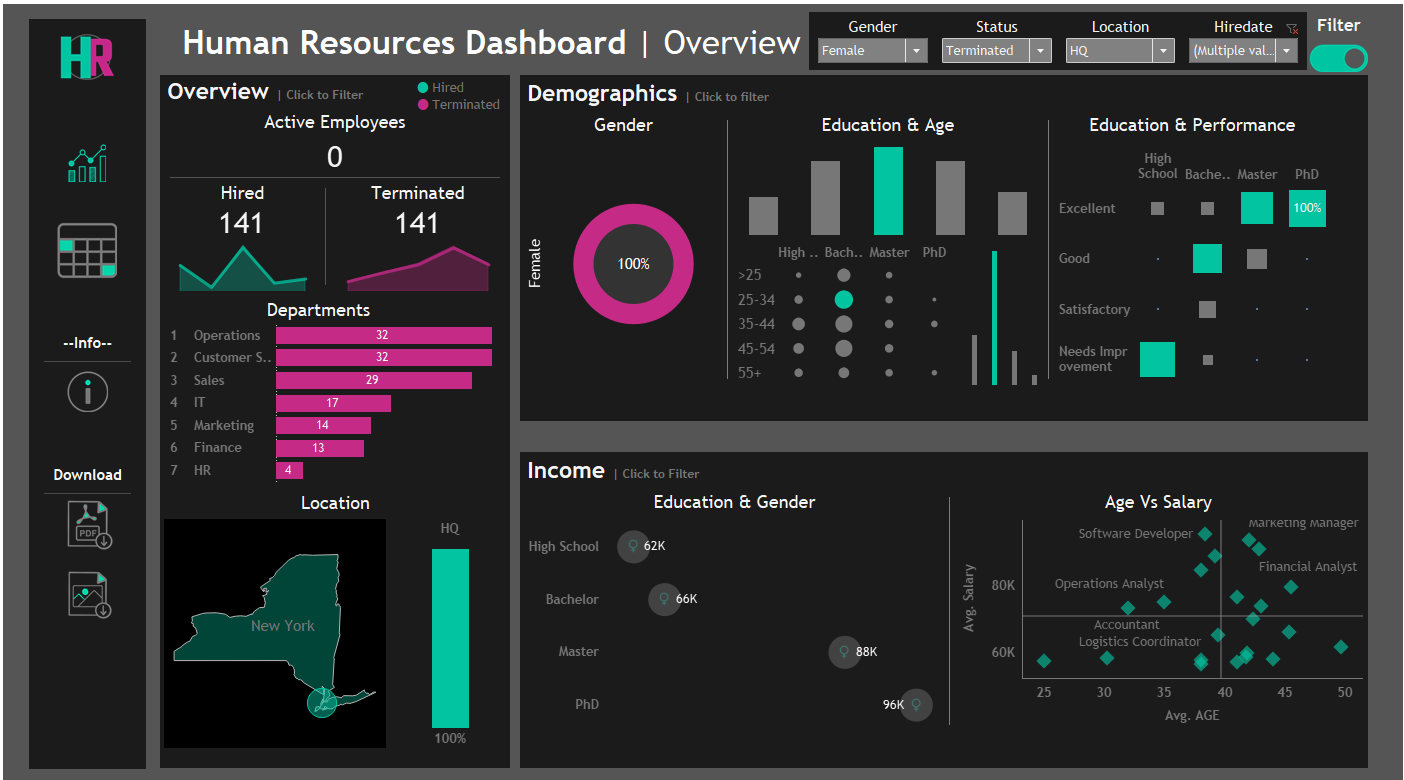 HR
Human Resources Dashboard | Overview
Gender
Female
Status
Terminated
Location
HQ
Hiredate
(Multiple val...
Filter
--Info--
Download
PDF
Overview | Click to Filter
Hired
Terminated
Active Employees
0
Hired
141
Terminated
141
Departments
1 Operations 32
2 Customer S.. 32
3 Sales 29
4 IT 17
5 Marketing 14
6 Finance 13
7 HR 4
Location
New York
HQ
100%
Demographics | Click to filter
Gender
Female
100%
Education & Age
High .. Bach.. Master PhD
>25
25-34
35-44
45-54
55+
Education & Performance
High
School Bache.. Master PhD
Excellent 100%
Good
Satisfactory
Needs Impr
ovement
Income | Click to Filter
Education & Gender
High School 62K
Bachelor 66K
Master 88K
PhD 96K
Age Vs Salary
Avg. Salary
80K
60K
Marketing Manager
Software Developer
Financial Analyst
Operations Analyst
Accountant
Logistics Coordinator
25 30 35 40 45 50
Avg. AGE